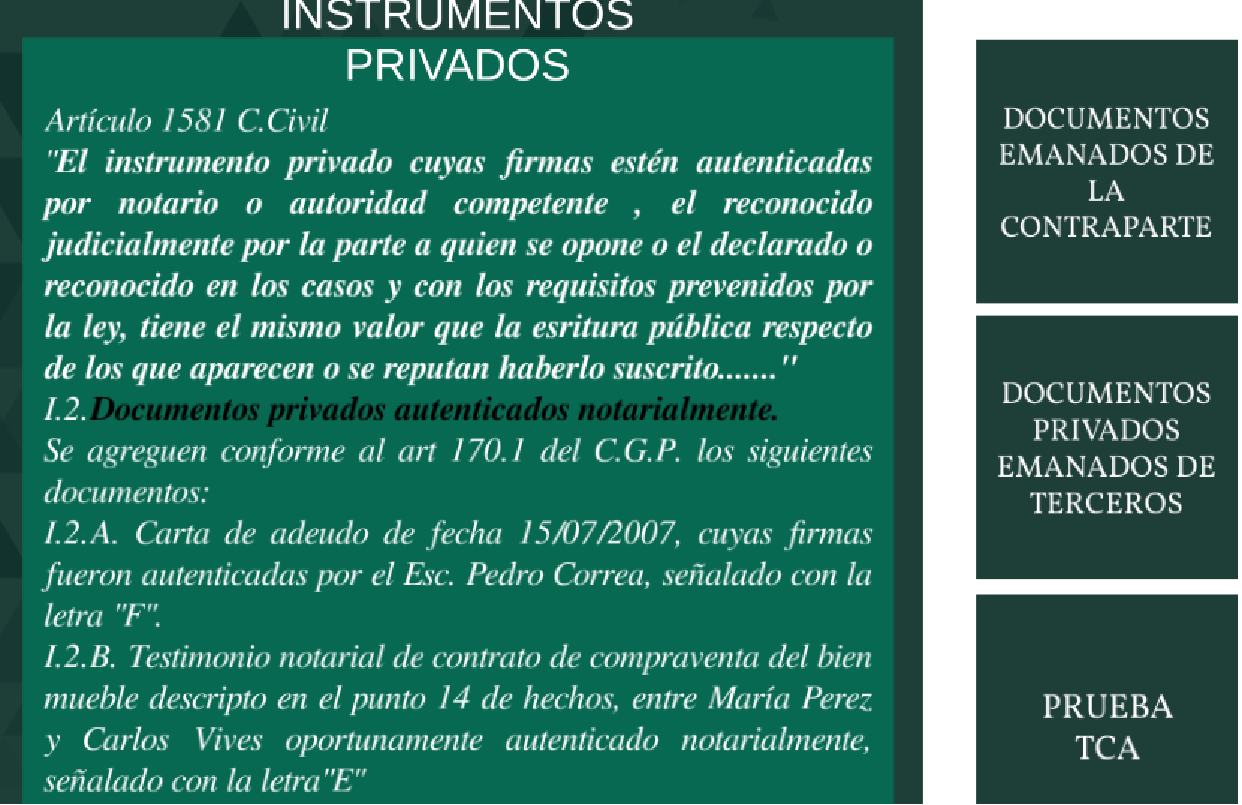 INSTRUMENTOS
PRIVADOS
Artículo 1581 C.Civil
"El instrumento privado cuyas firmas estén autenticadas
por notario o autoridad competente , el reconocido
judicialmente por la parte a quien se opone o el declarado o
reconocido en los casos y con los requisitos prevenidos por
la ley, tiene el mismo valor que la esritura pública respecto
de los que aparecen o se reputan haberlo suscrito......."
I.2.Documentos privados autenticados notarialmente.
Se agreguen conforme al art 170.1 del C.G.P. los siguientes
documentos:
I.2.A. Carta de adeudo de fecha 15/07/2007, cuyas firmas
fueron autenticadas por el Esc. Pedro Correa, señalado con la
letra "F".
I.2.B. Testimonio notarial de contrato de compraventa del bien
mueble descripto en el punto 14 de hechos, entre María Perez
y Carlos Vives oportunamente autenticado notarialmente,
señalado con la letra"E"
DOCUMENTOS
EMANADOS DE
LA
CONTRAPARTE
DOCUMENTOS
PRIVADOS
EMANADOS DE
TERCEROS
PRUEBA
TCA